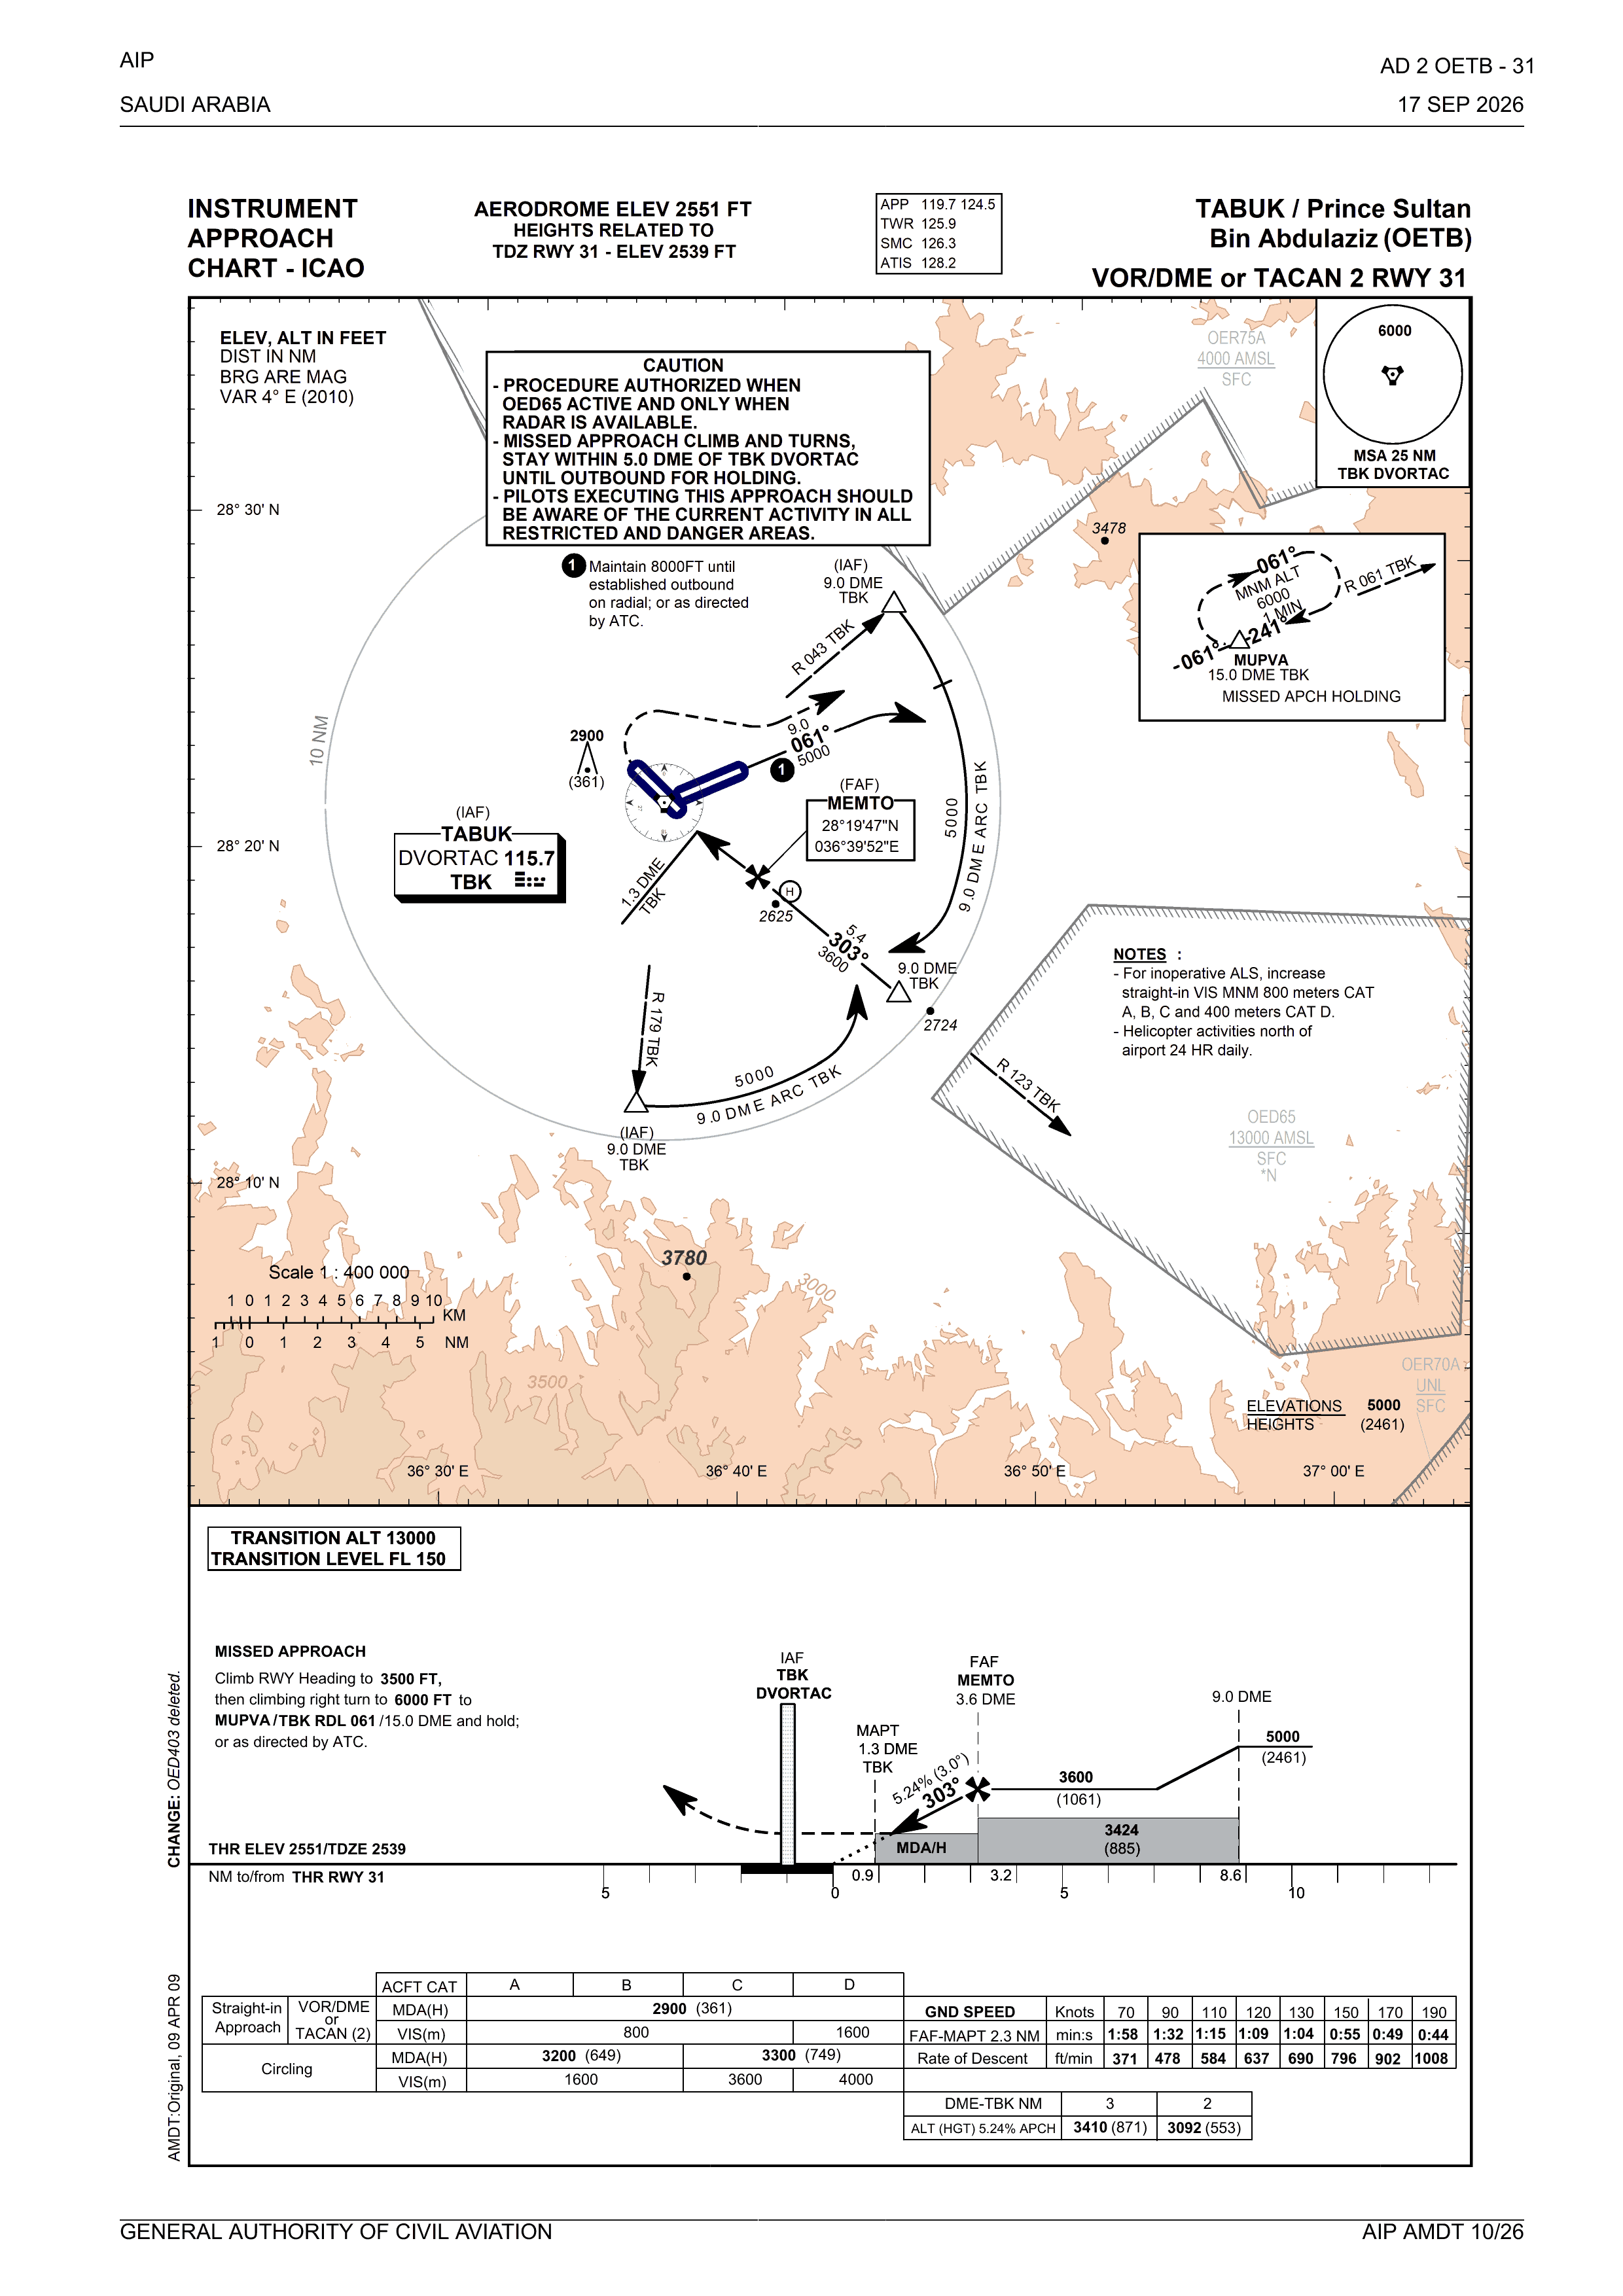 AIP
AD 2 OETB - 31
SAUDI ARABIA
17 SEP 2026
INSTRUMENT
APPROACH
CHART - ICAO
AERODROME ELEV 2551 FT
HEIGHTS RELATED TO
TDZ RWY 31 - ELEV 2539 FT
APP 119.7 124.5
TWR 125.9
SMC 126.3
ATIS 128.2
TABUK / Prince Sultan
Bin Abdulaziz (OETB)
VOR/DME or TACAN 2 RWY 31
ELEV, ALT IN FEET
DIST IN NM
BRG ARE MAG
VAR 4° E (2010)
CAUTION
- PROCEDURE AUTHORIZED WHEN
OED65 ACTIVE AND ONLY WHEN
RADAR IS AVAILABLE.
- MISSED APPROACH CLIMB AND TURNS,
STAY WITHIN 5.0 DME OF TBK DVORTAC
UNTIL OUTBOUND FOR HOLDING.
- PILOTS EXECUTING THIS APPROACH SHOULD
BE AWARE OF THE CURRENT ACTIVITY IN ALL
RESTRICTED AND DANGER AREAS.
OER75A
4000 AMSL
SFC
6000
MSA 25 NM
TBK DVORTAC
28° 30' N
3478
1 Maintain 8000FT until
established outbound
on radial; or as directed
by ATC.
(IAF)
9.0 DME
TBK
R 043 TBK
061°
MNM ALT
6000
1 MIN
241°
R 061 TBK
061°
MUPVA
15.0 DME TBK
MISSED APCH HOLDING
10 NM
2900
(361)
9.0
061°
5000
1
(FAF)
MEMTO
28°19'47"N
036°39'52"E
5000
9.0 DME ARC TBK
(IAF)
TABUK
DVORTAC 115.7
TBK
28° 20' N
1.3 DME
TBK
H
2625
5.4
303°
3600
9.0 DME
TBK
2724
NOTES :
- For inoperative ALS, increase
straight-in VIS MNM 800 meters CAT
A, B, C and 400 meters CAT D.
- Helicopter activities north of
airport 24 HR daily.
R 179 TBK
5000
9.0 DME ARC TBK
R 123 TBK
(IAF)
9.0 DME
TBK
OED65
13000 AMSL
SFC
*N
28° 10' N
3780
3000
Scale 1 : 400 000
1 0 1 2 3 4 5 6 7 8 9 10
KM
1 0 1 2 3 4 5 NM
3500
OER70A
UNL
SFC
ELEVATIONS 5000
HEIGHTS (2461)
36° 30' E
36° 40' E
36° 50' E
37° 00' E
TRANSITION ALT 13000
TRANSITION LEVEL FL 150
MISSED APPROACH
Climb RWY Heading to 3500 FT,
then climbing right turn to 6000 FT to
MUPVA/TBK RDL 061 /15.0 DME and hold;
or as directed by ATC.
IAF
TBK
DVORTAC
FAF
MEMTO
3.6 DME
9.0 DME
MAPT
1.3 DME
TBK
5.24% (3.0°)
303°
5000
(2461)
3600
(1061)
3424
(885)
MDA/H
THR ELEV 2551/TDZE 2539
NM to/from THR RWY 31
0.9
3.2
8.6
5
0
5
10
CHANGE: OED403 deleted.
AMDT:Original, 09 APR 09
ACFT CAT A B C D
Straight-in
Approach
VOR/DME
or
TACAN (2)
MDA(H) 2900 (361)
VIS(m) 800 1600
Circling
MDA(H) 3200 (649) 3300 (749)
VIS(m) 1600 3600 4000
GND SPEED Knots 70 90 110 120 130 150 170 190
FAF-MAPT 2.3 NM min:s 1:58 1:32 1:15 1:09 1:04 0:55 0:49 0:44
Rate of Descent ft/min 371 478 584 637 690 796 902 1008
DME-TBK NM 3 2
ALT (HGT) 5.24% APCH 3410 (871) 3092 (553)
GENERAL AUTHORITY OF CIVIL AVIATION
AIP AMDT 10/26